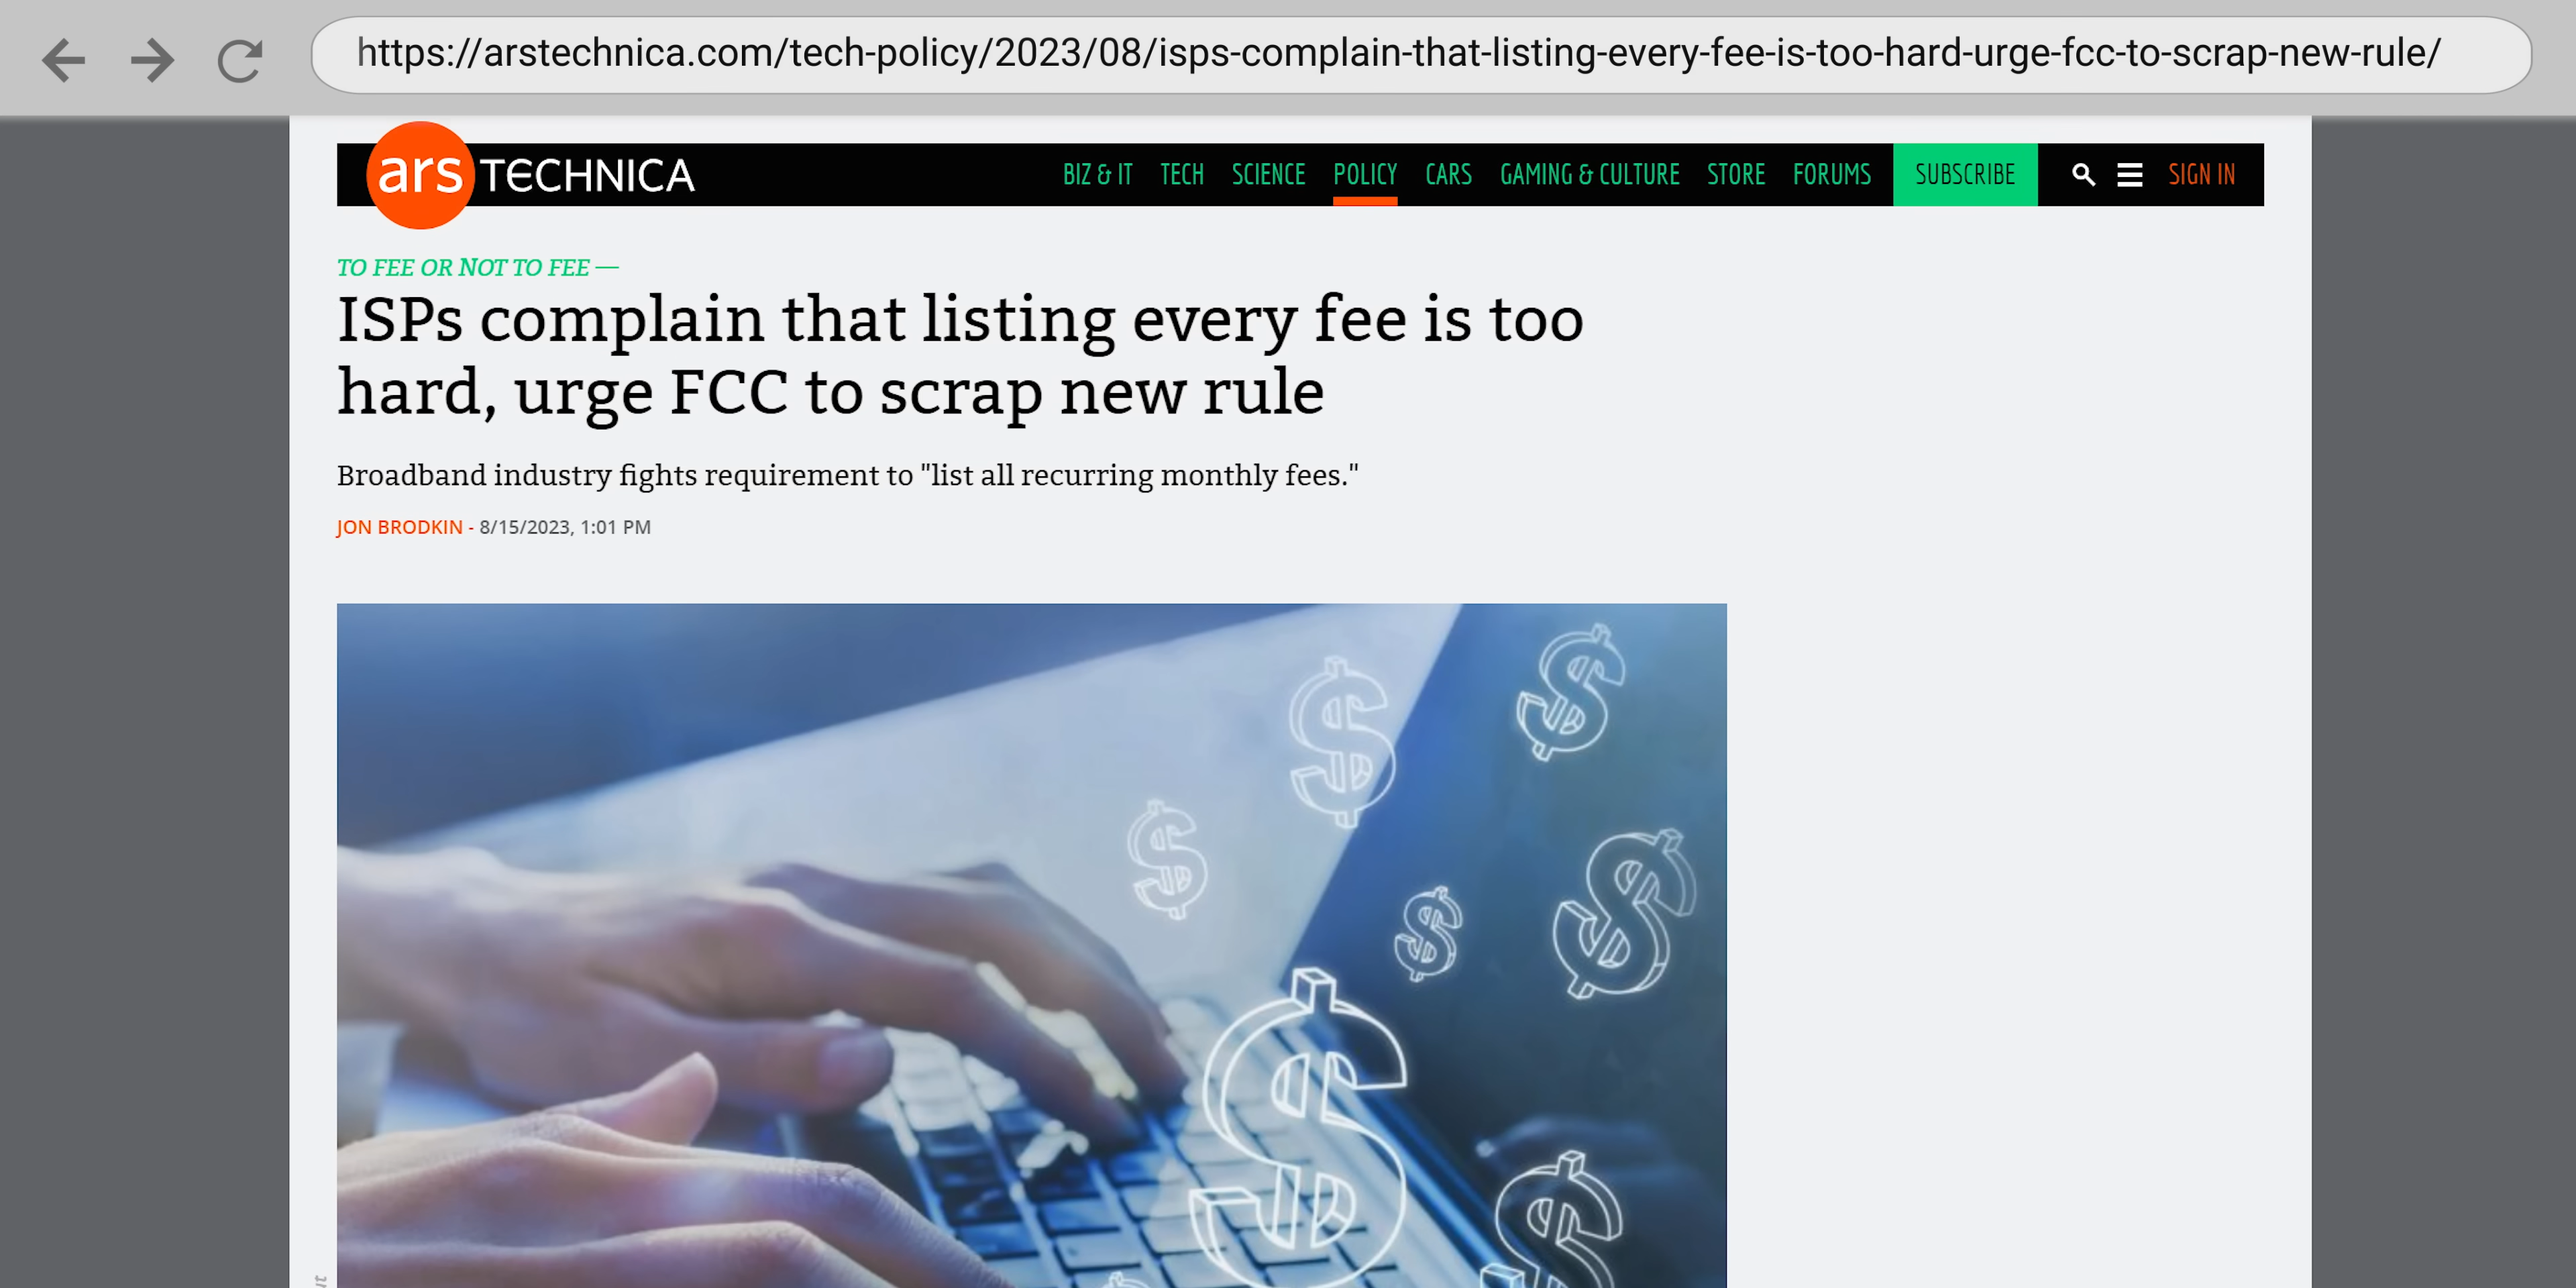 https://arstechnica.com/tech-policy/2023/08/isps-complain-that-listing-every-fee-is-too-hard-urge-fcc-to-scrap-new-rule/
ars TECHNICA
BIZ & IT TECH SCIENCE POLICY CARS GAMING & CULTURE STORE FORUMS SUBSCRIBE SIGN IN
TO FEE OR NOT TO FEE —
ISPs complain that listing every fee is too
hard, urge FCC to scrap new rule
Broadband industry fights requirement to "list all recurring monthly fees."
JON BRODKIN - 8/15/2023, 1:01 PM